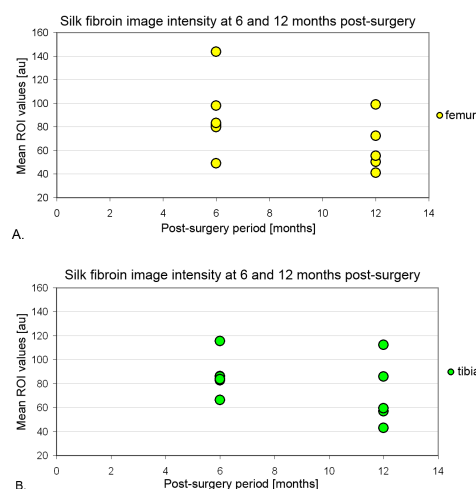 Silk fibroin image intensity at 6 and 12 months post-surgery
160
140
120
100
80
60
40
20
Mean ROI values [au]
0 2 4 6 8 10 12 14
Post-surgery period [months]
femur
A.
Silk fibroin image intensity at 6 and 12 months post-surgery
160
140
120
100
80
60
40
20
Mean ROI values [au]
0 2 4 6 8 10 12 14
Post-surgery period [months]
tibia
B.